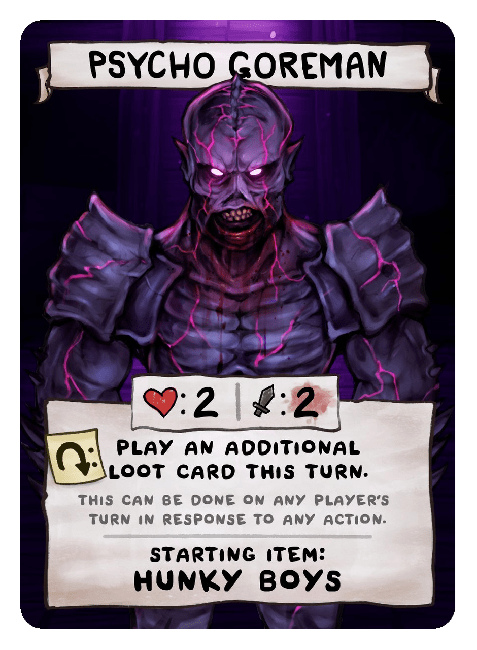 PSYCHO GOREMAN
:2 | :2
: PLAY AN ADDITIONAL
LOOT CARD THIS TURN.
THIS CAN BE DONE ON ANY PLAYER'S
TURN IN RESPONSE TO ANY ACTION.
STARTING ITEM:
HUNKY BOYS